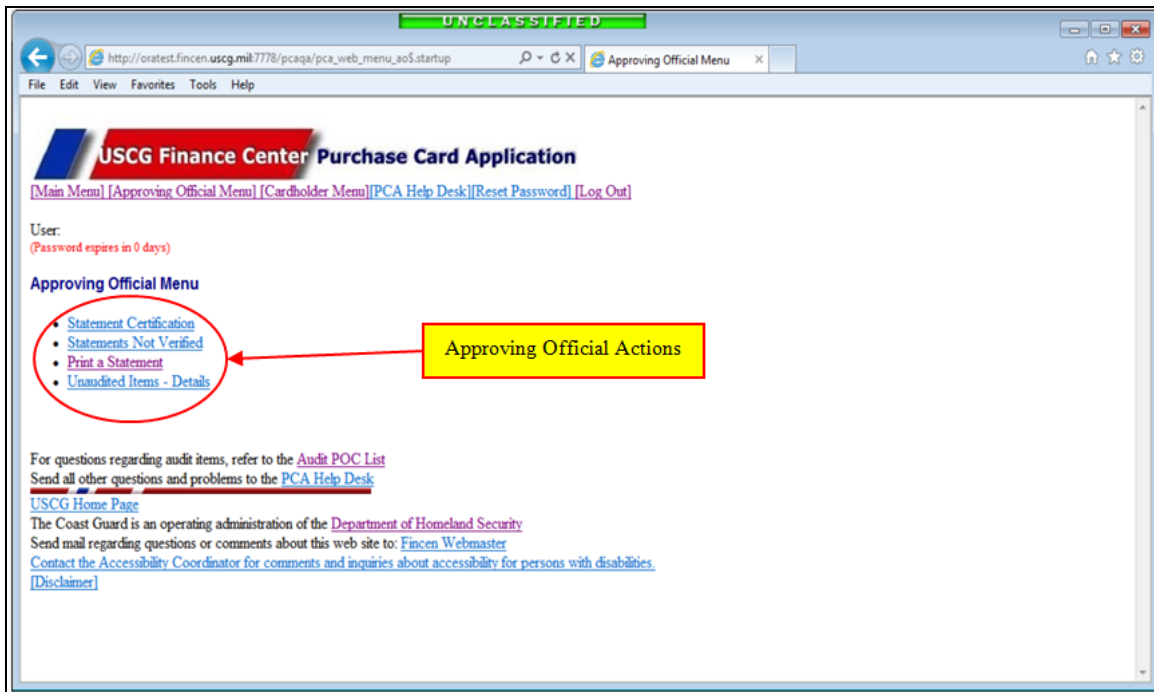 UNCLASSIFIED
http://oratest.fincen.uscg.mil:7778/pcaqa/pca_web_menu_ao$.startup
Approving Official Menu
File Edit View Favorites Tools Help
USCG Finance Center Purchase Card Application
[Main Menu] [Approving Official Menu] [Cardholder Menu][PCA Help Desk][Reset Password] [Log Out]
User:
(Password expires in 0 days)
Approving Official Menu
Statement Certification
Statements Not Verified
Print a Statement
Unaudited Items - Details
Approving Official Actions
For questions regarding audit items, refer to the Audit POC List
Send all other questions and problems to the PCA Help Desk
USCG Home Page
The Coast Guard is an operating administration of the Department of Homeland Security
Send mail regarding questions or comments about this web site to: Fincen Webmaster
Contact the Accessibility Coordinator for comments and inquiries about accessibility for persons with disabilities.
[Disclaimer]